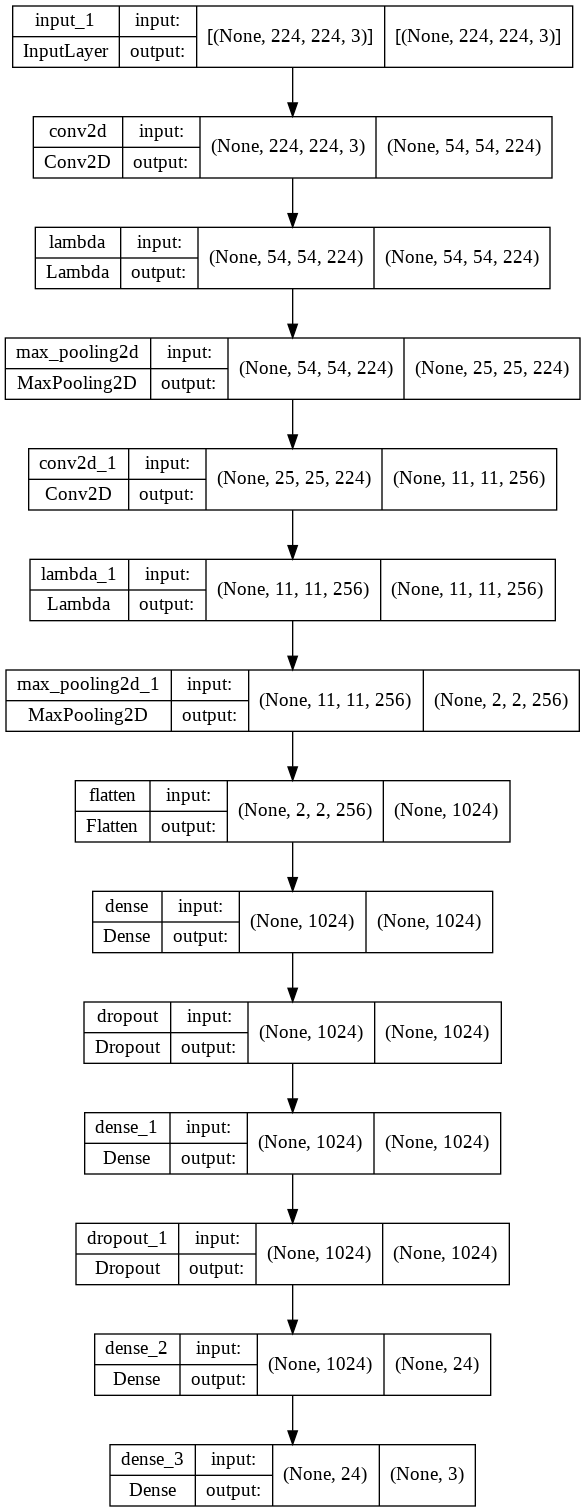 input_1 input: [(None, 224, 224, 3)] [(None, 224, 224, 3)]
InputLayer output:
conv2d input: (None, 224, 224, 3) (None, 54, 54, 224)
Conv2D output:
lambda input: (None, 54, 54, 224) (None, 54, 54, 224)
Lambda output:
max_pooling2d input: (None, 54, 54, 224) (None, 25, 25, 224)
MaxPooling2D output:
conv2d_1 input: (None, 25, 25, 224) (None, 11, 11, 256)
Conv2D output:
lambda_1 input: (None, 11, 11, 256) (None, 11, 11, 256)
Lambda output:
max_pooling2d_1 input: (None, 11, 11, 256) (None, 2, 2, 256)
MaxPooling2D output:
flatten input: (None, 2, 2, 256) (None, 1024)
Flatten output:
dense input: (None, 1024) (None, 1024)
Dense output:
dropout input: (None, 1024) (None, 1024)
Dropout output:
dense_1 input: (None, 1024) (None, 1024)
Dense output:
dropout_1 input: (None, 1024) (None, 1024)
Dropout output:
dense_2 input: (None, 1024) (None, 24)
Dense output:
dense_3 input: (None, 24) (None, 3)
Dense output: